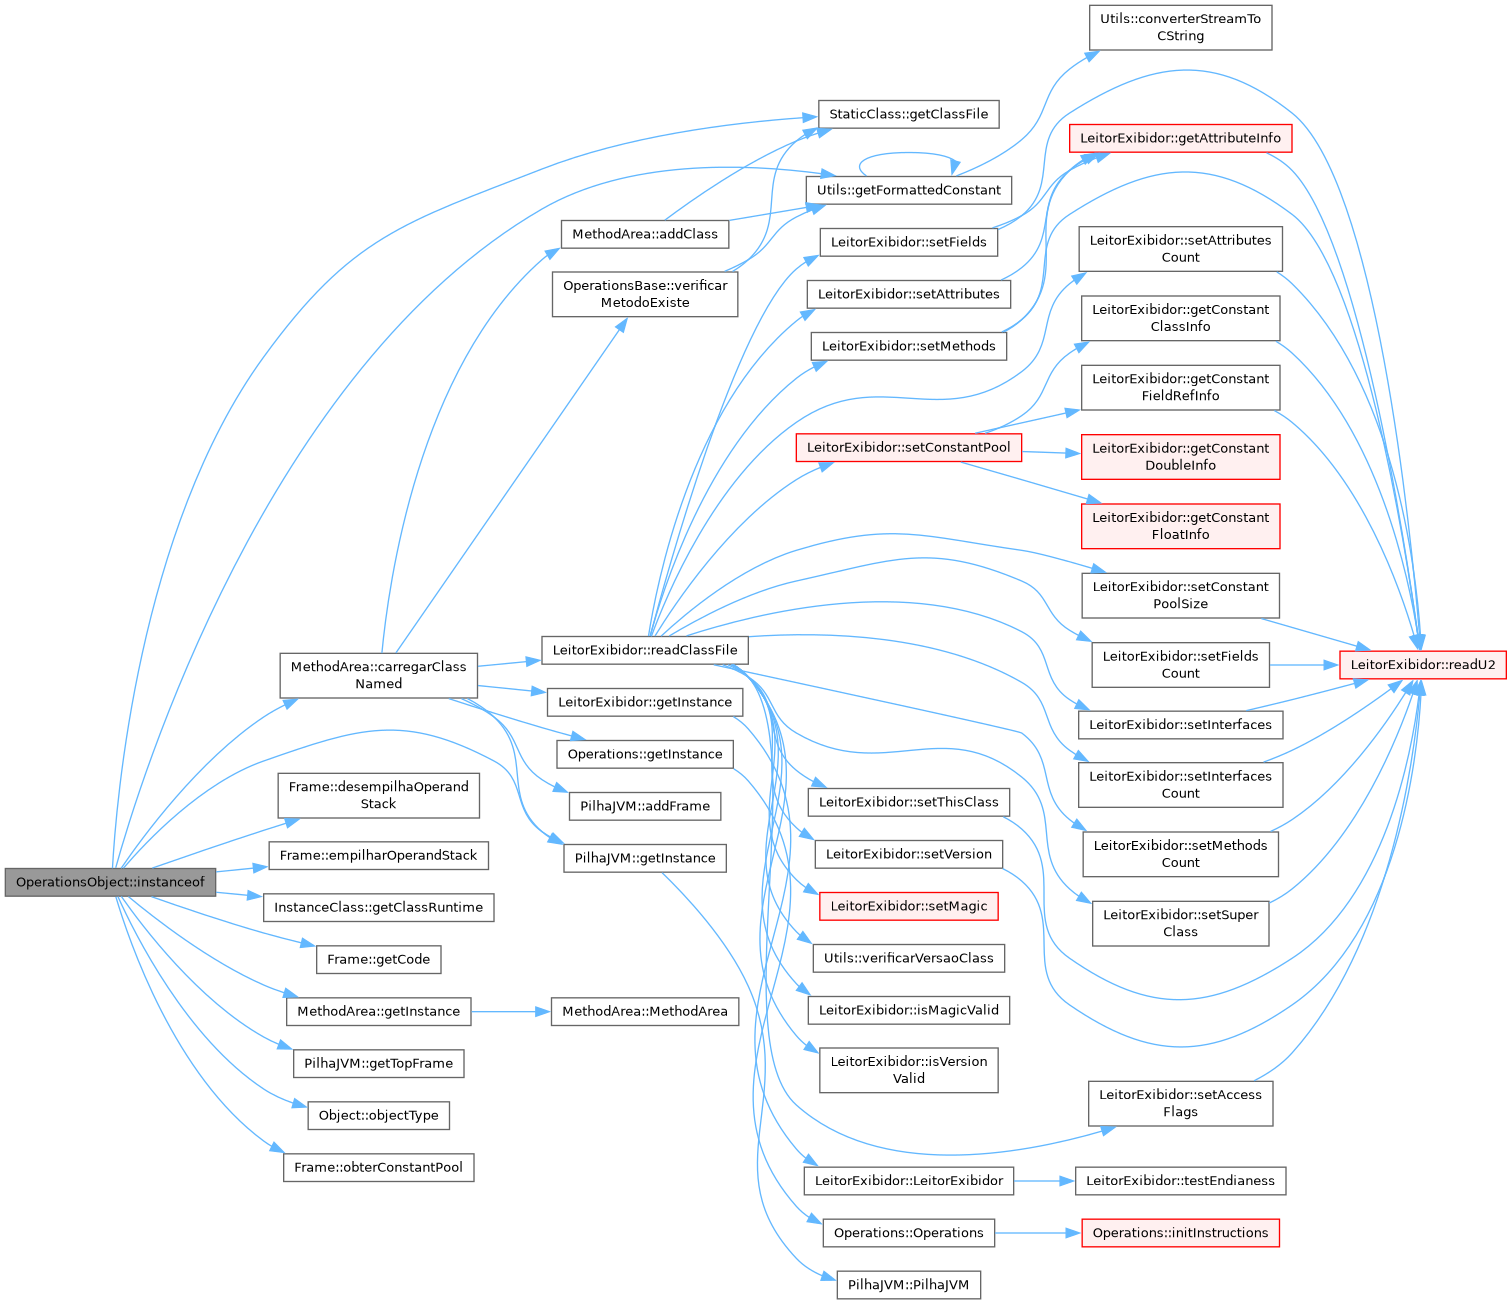 Utils::converterStreamTo
CString
StaticClass::getClassFile
LeitorExibidor::getAttributeInfo
Utils::getFormattedConstant
MethodArea::addClass
LeitorExibidor::setFields
LeitorExibidor::setAttributes
Count
OperationsBase::verificar
MetodoExiste
LeitorExibidor::setAttributes
LeitorExibidor::getConstant
ClassInfo
LeitorExibidor::setMethods
LeitorExibidor::getConstant
FieldRefInfo
LeitorExibidor::setConstantPool
LeitorExibidor::getConstant
DoubleInfo
LeitorExibidor::getConstant
FloatInfo
LeitorExibidor::setConstant
PoolSize
LeitorExibidor::readClassFile
LeitorExibidor::setFields
Count
LeitorExibidor::readU2
MethodArea::carregarClass
Named
LeitorExibidor::getInstance
LeitorExibidor::setInterfaces
Operations::getInstance
LeitorExibidor::setInterfaces
Count
Frame::desempilhaOperand
Stack
PilhaJVM::addFrame
LeitorExibidor::setThisClass
Frame::empilharOperandStack
PilhaJVM::getInstance
LeitorExibidor::setVersion
LeitorExibidor::setMethods
Count
OperationsObject::instanceof
InstanceClass::getClassRuntime
LeitorExibidor::setMagic
LeitorExibidor::setSuper
Class
Frame::getCode
Utils::verificarVersaoClass
MethodArea::getInstance
MethodArea::MethodArea
LeitorExibidor::isMagicValid
PilhaJVM::getTopFrame
LeitorExibidor::isVersion
Valid
Object::objectType
LeitorExibidor::setAccess
Flags
Frame::obterConstantPool
LeitorExibidor::LeitorExibidor
LeitorExibidor::testEndianess
Operations::Operations
Operations::initInstructions
PilhaJVM::PilhaJVM